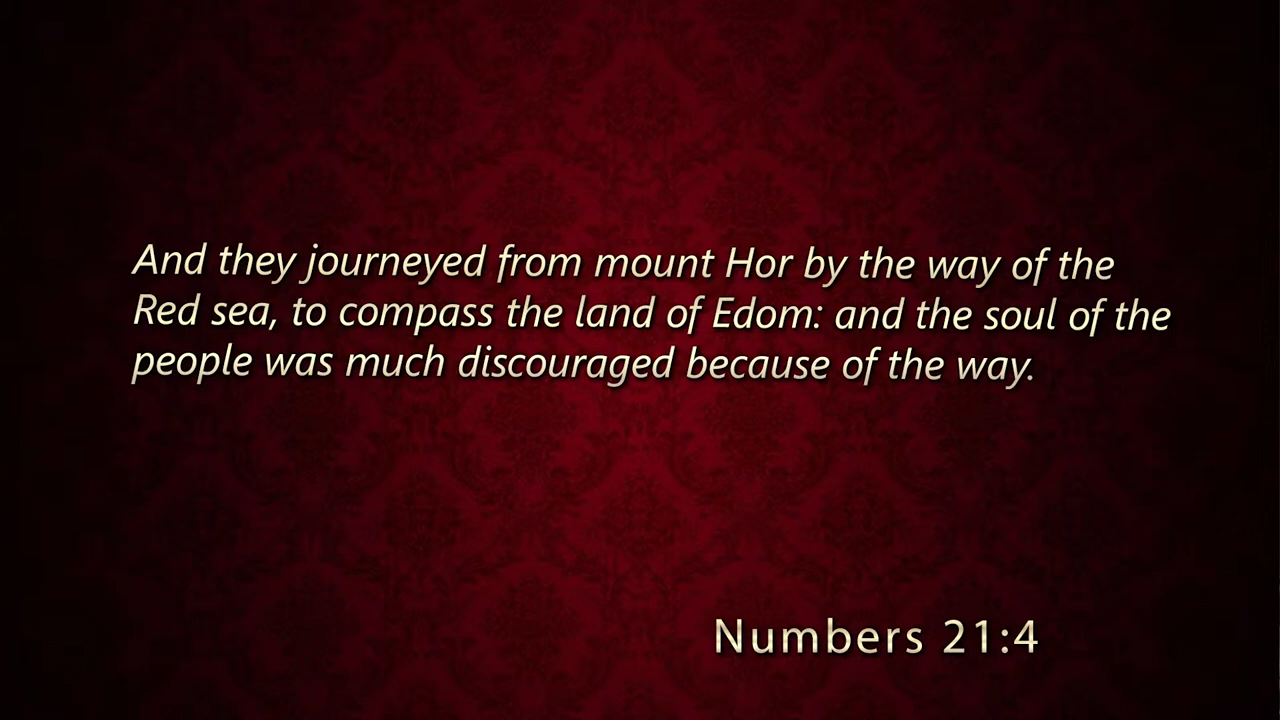 And they journeyed from mount Hor by the way of the
Red sea, to compass the land of Edom: and the soul of the
people was much discouraged because of the way.
Numbers 21:4